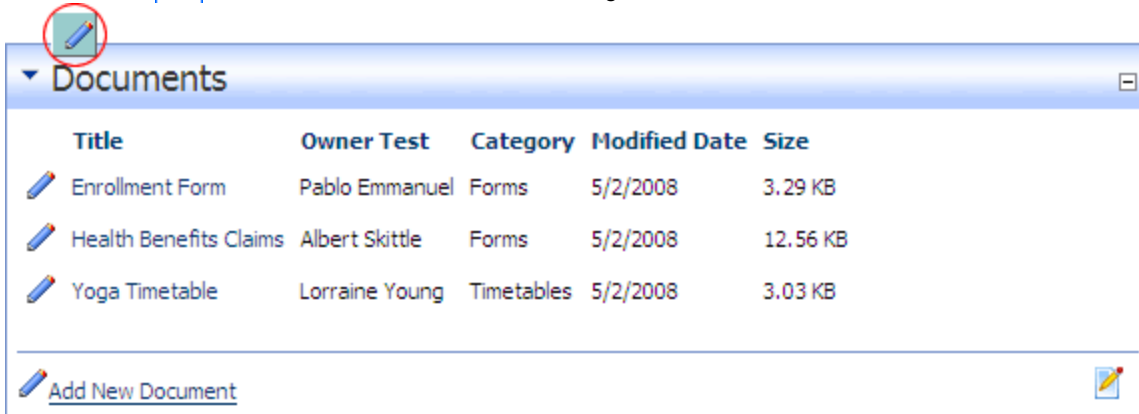 Documents
Title Owner Test Category Modified Date Size
Enrollment Form Pablo Emmanuel Forms 5/2/2008 3.29 KB
Health Benefits Claims Albert Skittle Forms 5/2/2008 12.56 KB
Yoga Timetable Lorraine Young Timetables 5/2/2008 3.03 KB
Add New Document